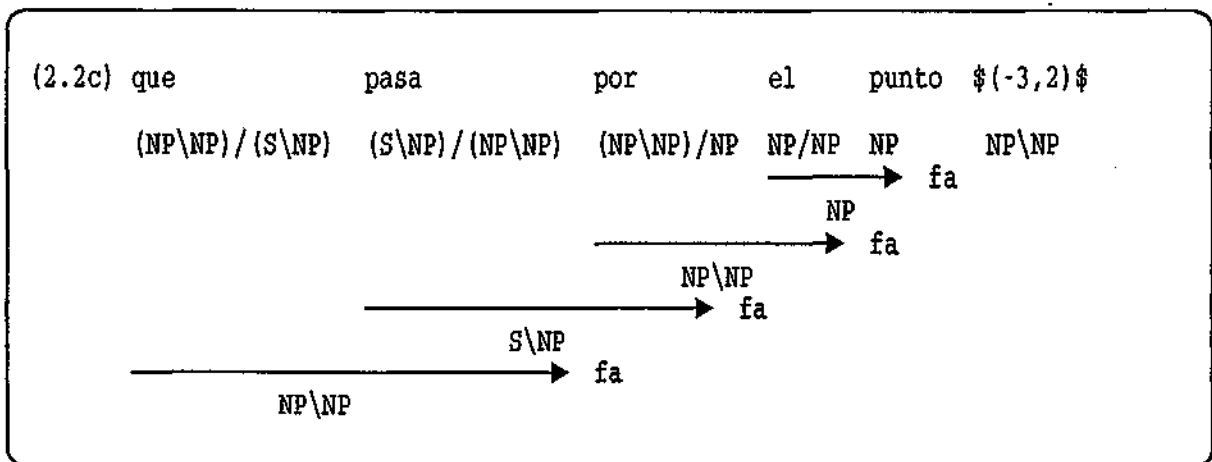 (2.2c) que pasa por el punto $(-3,2)$
(NP\NP)/(S\NP) (S\NP)/(NP\NP) (NP\NP)/NP NP/NP NP NP\NP
fa
NP
fa
NP\NP
fa
S\NP
fa
NP\NP